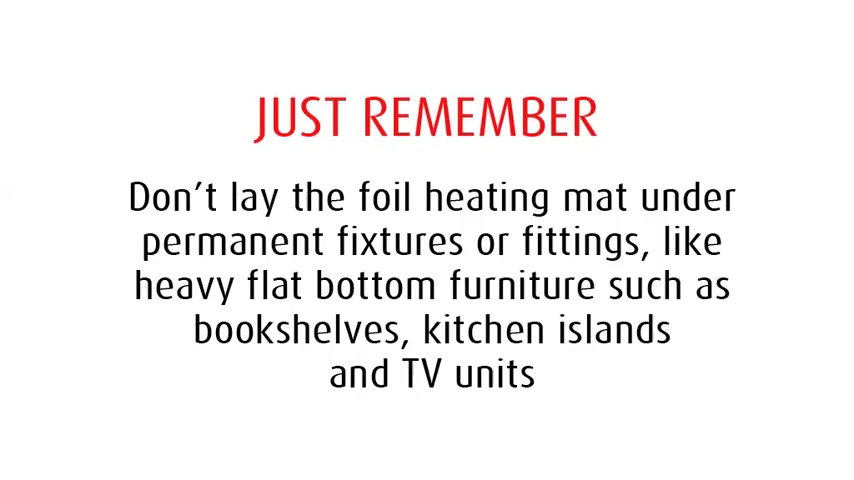 JUST REMEMBER
Don’t lay the foil heating mat under
permanent fixtures or fittings, like
heavy flat bottom furniture such as
bookshelves, kitchen islands
and TV units